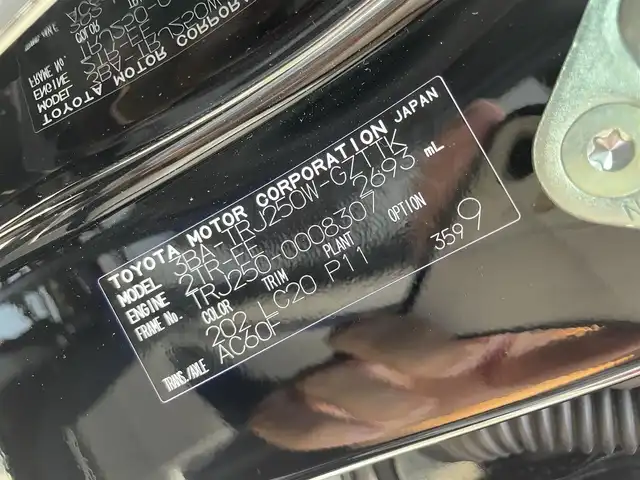 TOYOTA MOTOR CORPORATION JAPAN
MODEL 3BA-TRJ250W-GZTTK
ENGINE 2TR-FE 2693 mL
FRAME No. TRJ250-0008307
COLOR TRIM PLANT OPTION
202 LC20 P11 3599
TRANS./AXLE AC60F